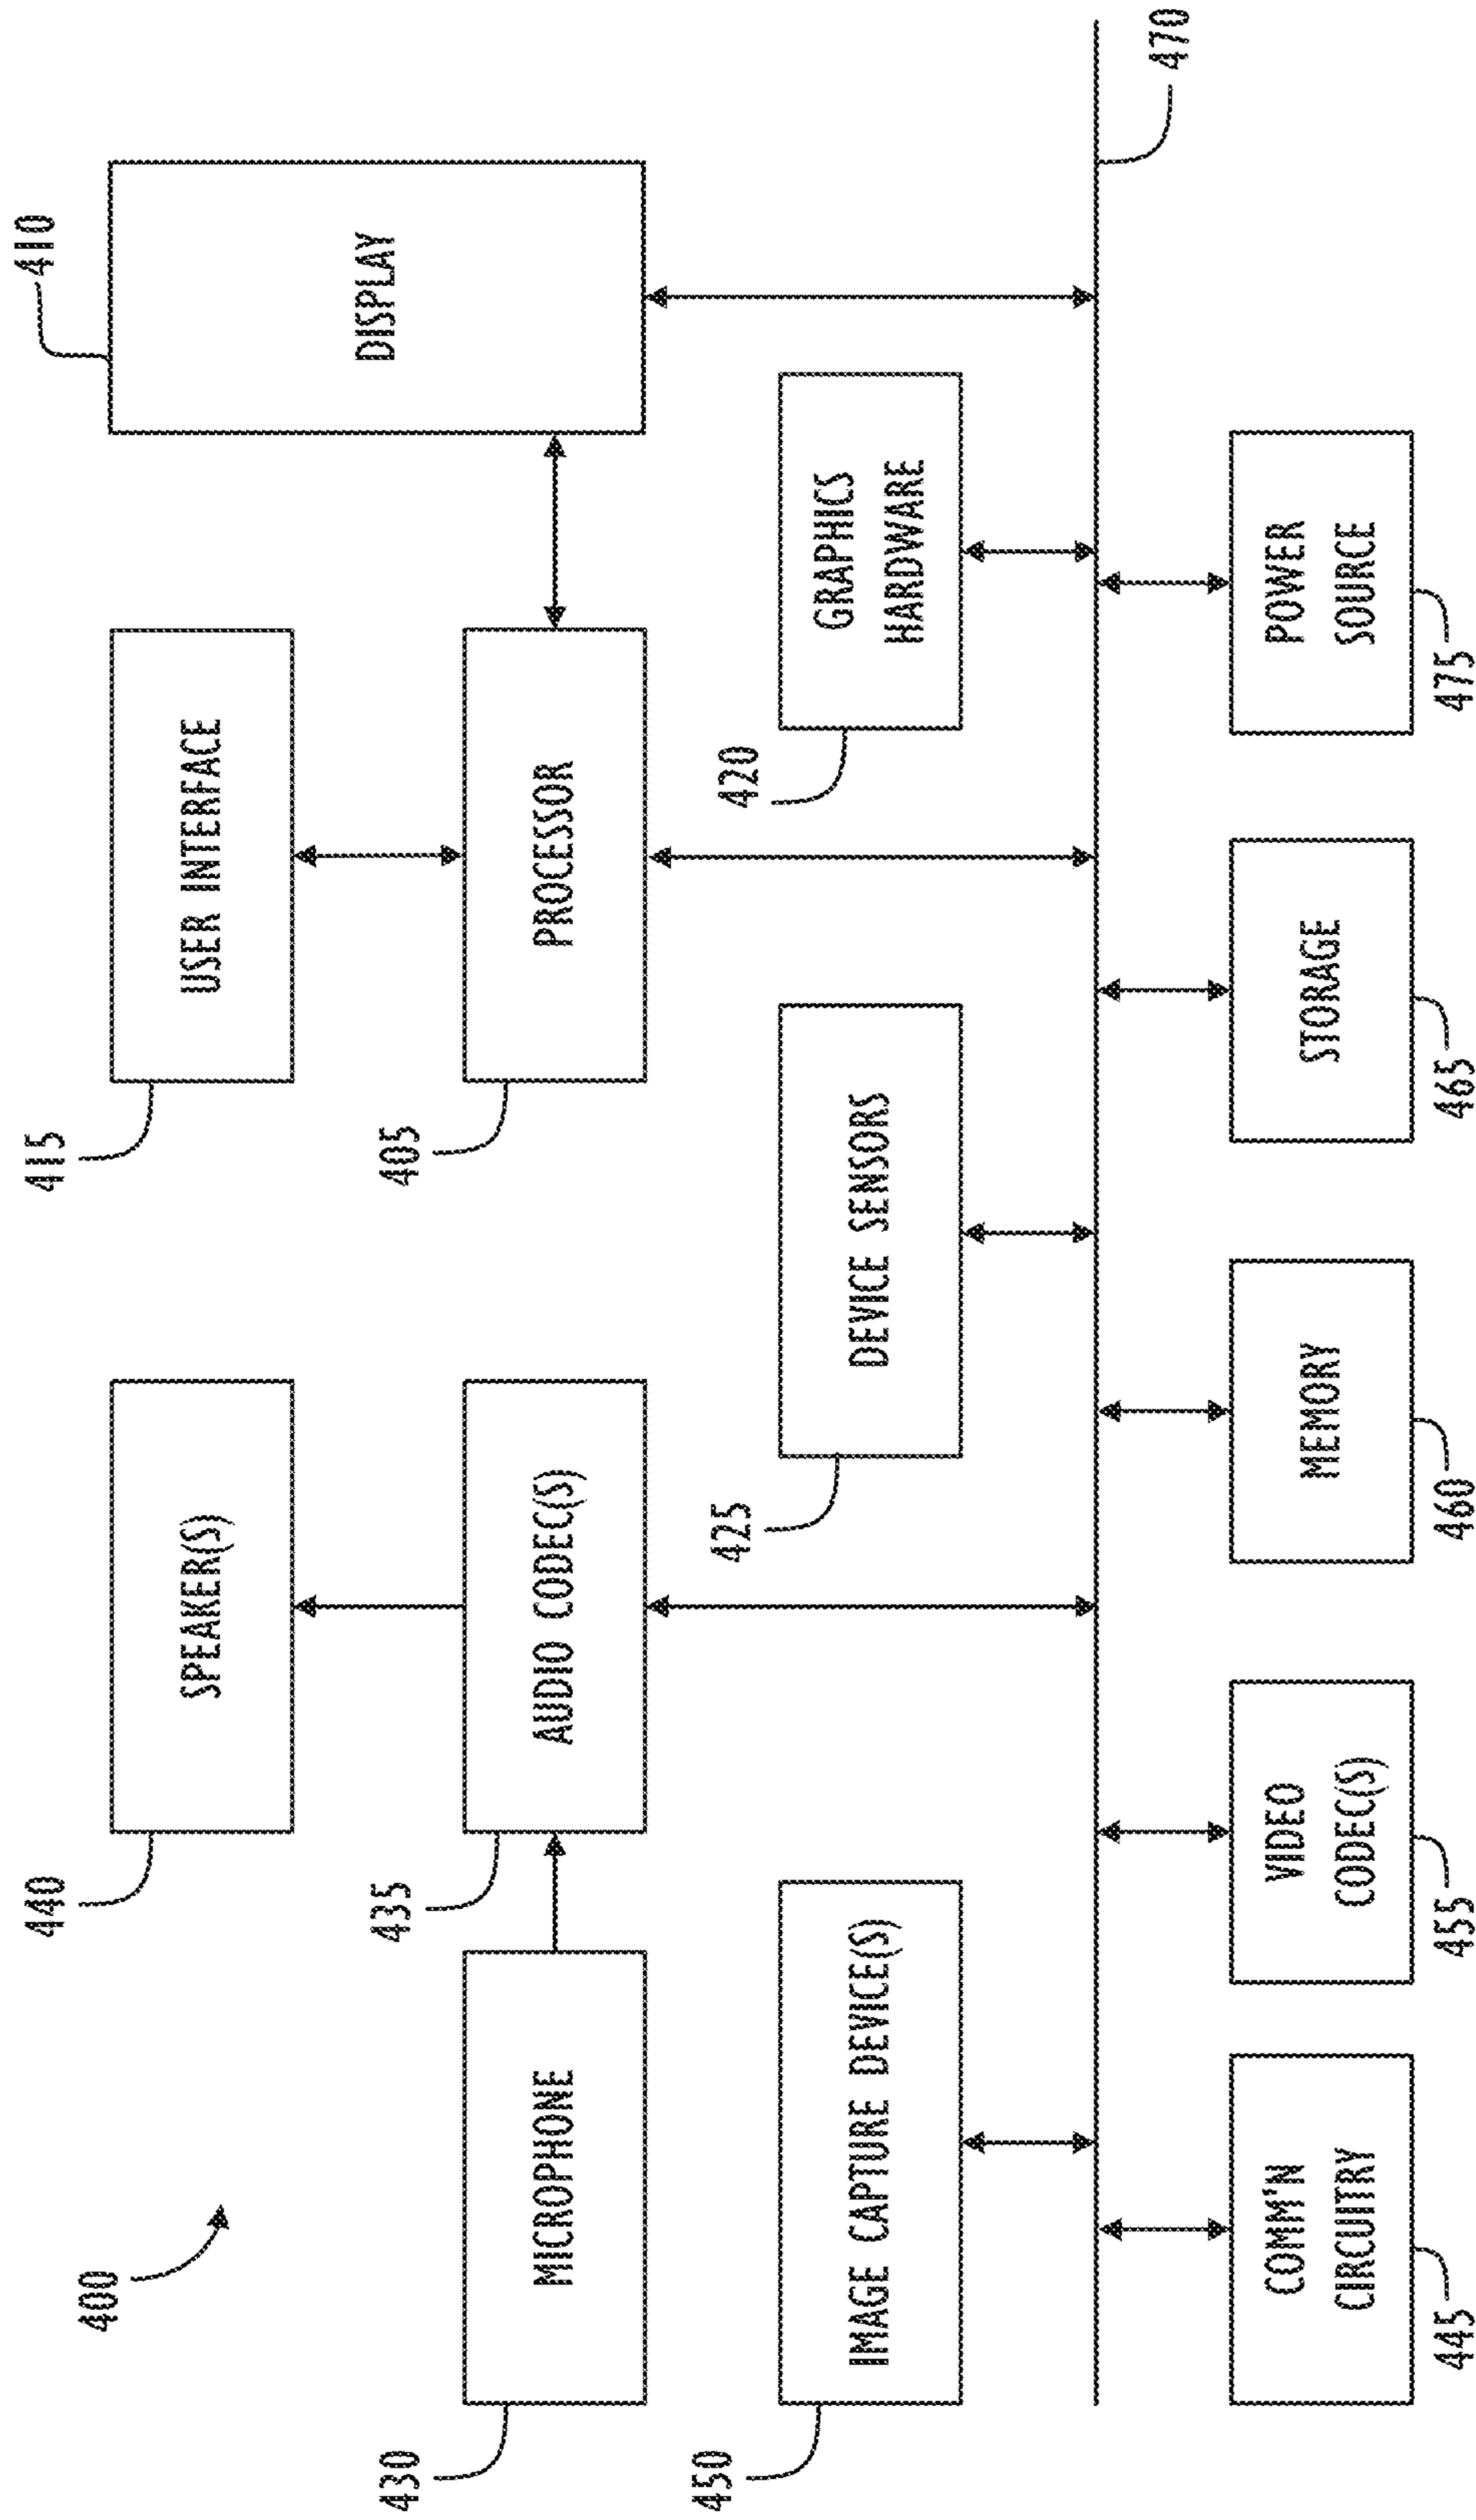 400
440
SPEAKER(S)
415
USER INTERFACE
410
DISPLAY
430
MICROPHONE
435
AUDIO CODEC(S)
405
PROCESSOR
450
IMAGE CAPTURE DEVICE(S)
425
DEVICE SENSORS
420
GRAPHICS
HARDWARE
470
COMM'N
CIRCUITRY
445
VIDEO
CODEC(S)
455
MEMORY
460
STORAGE
465
POWER
SOURCE
475